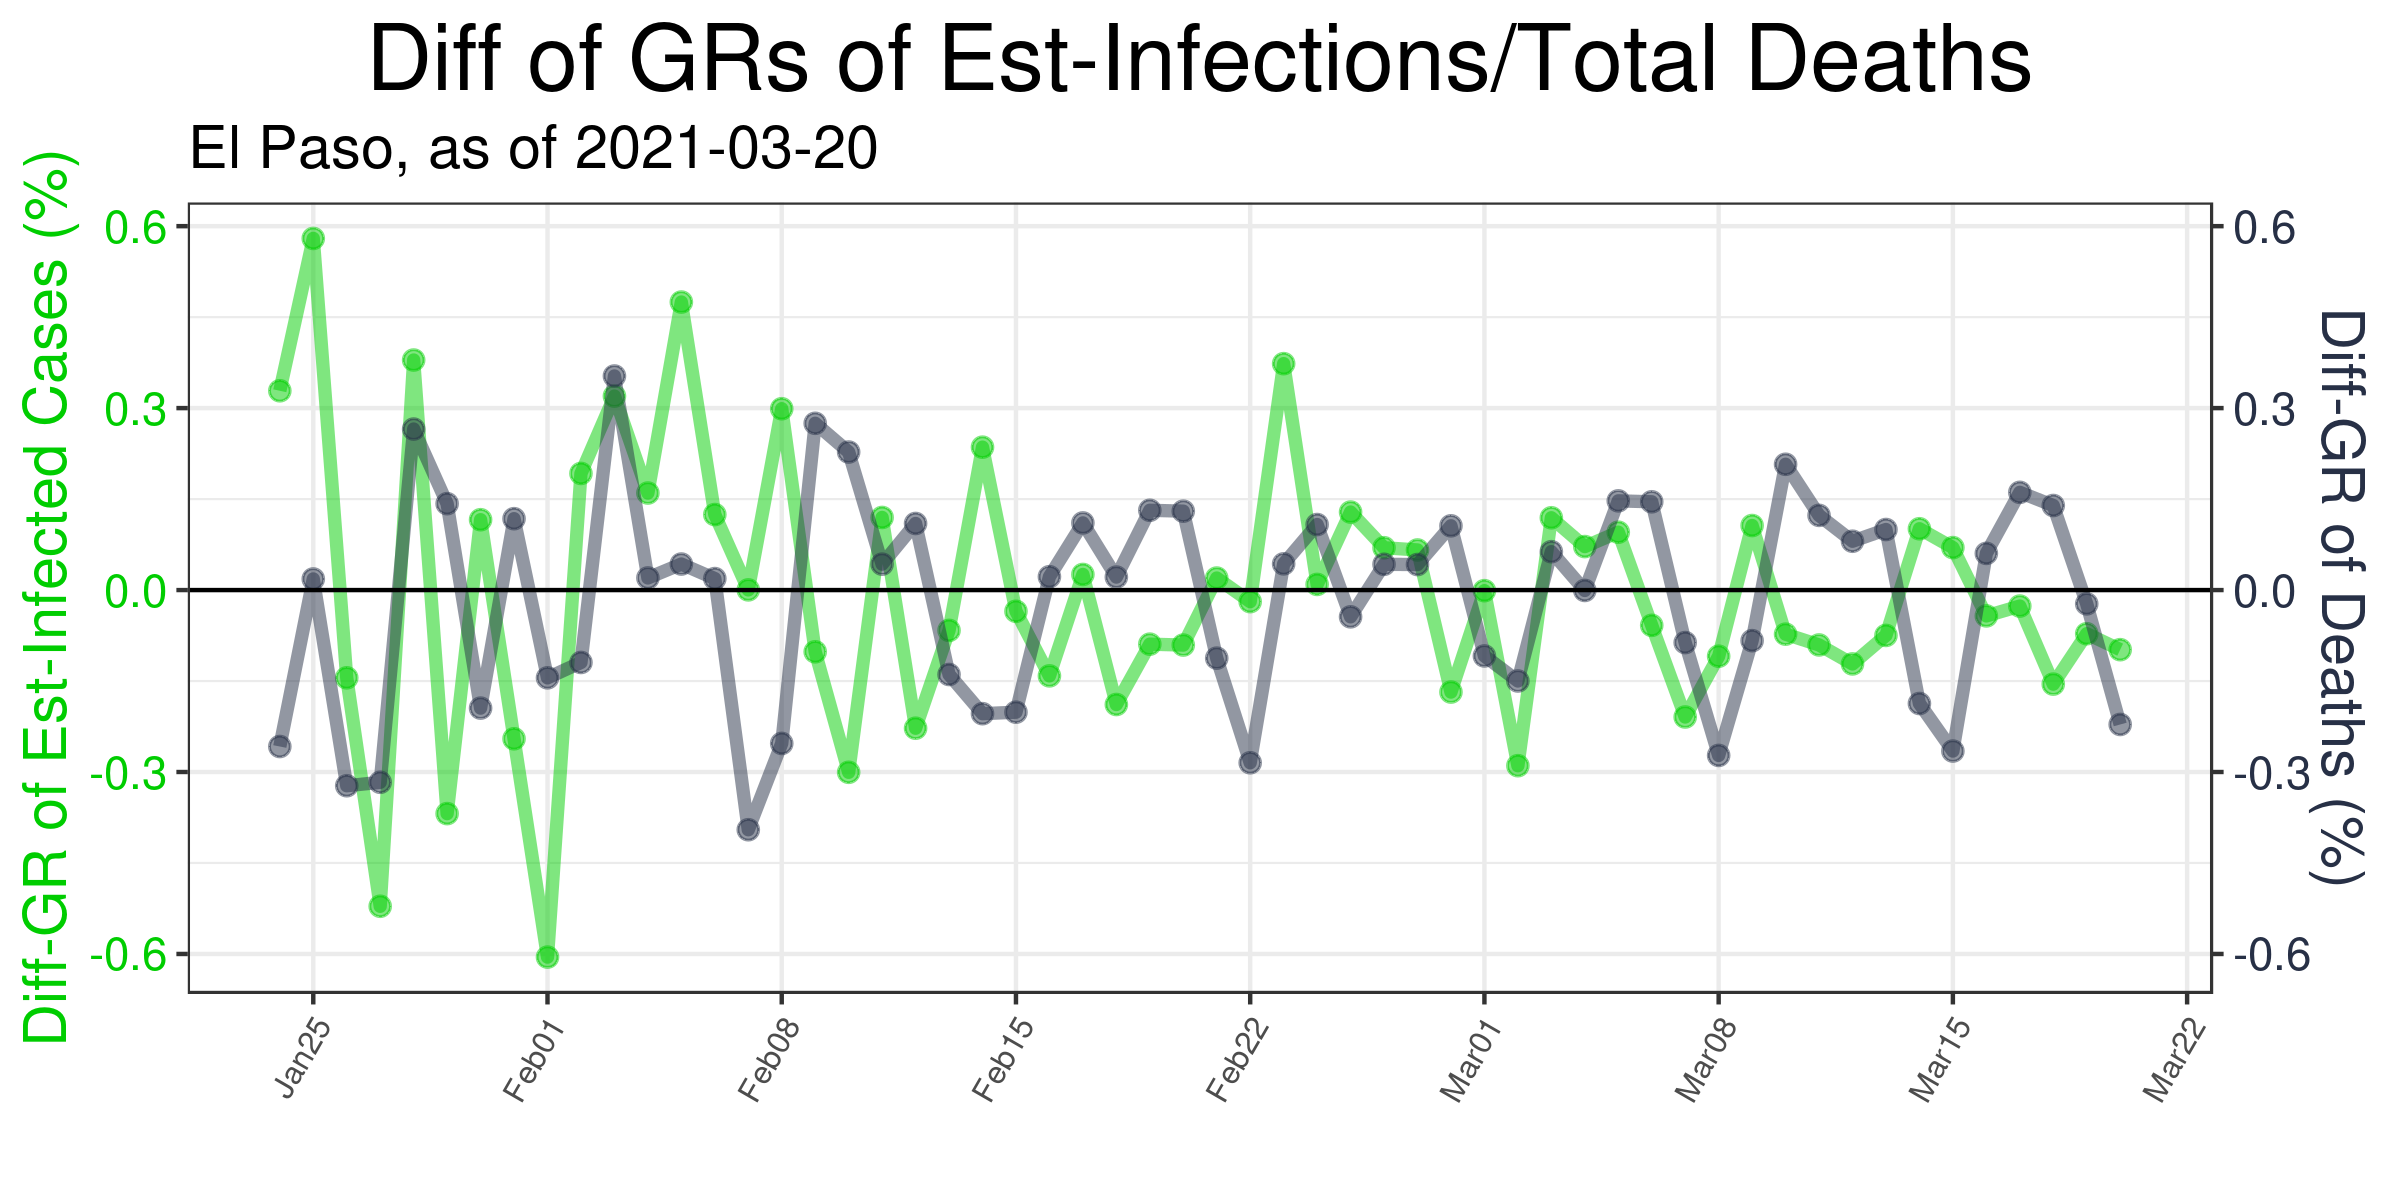 Diff of GRs of Est-Infections/Total Deaths
El Paso, as of 2021-03-20
Diff-GR of Est-Infected Cases (%)
0.6
0.3
0.0
-0.3
-0.6
0.6
0.3
0.0
-0.3
-0.6
Diff-GR of Deaths (%)
Jan25
Feb01
Feb08
Feb15
Feb22
Mar01
Mar08
Mar15
Mar22